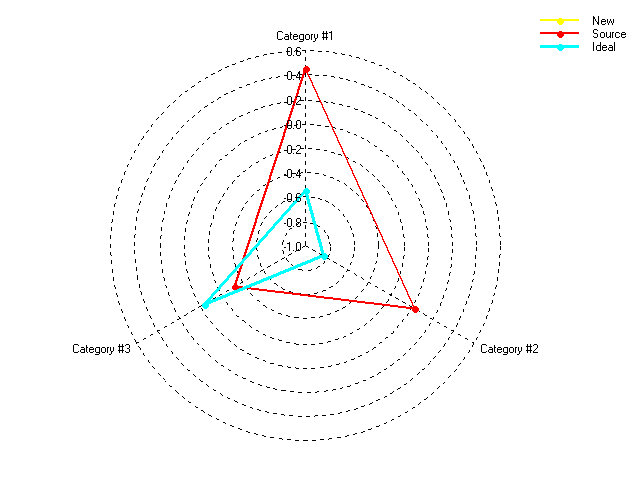 New
Source
Ideal
Category #1
0.6
0.4
0.2
0.0
-0.2
-0.4
-0.6
-0.8
-1.0
Category #3
Category #2